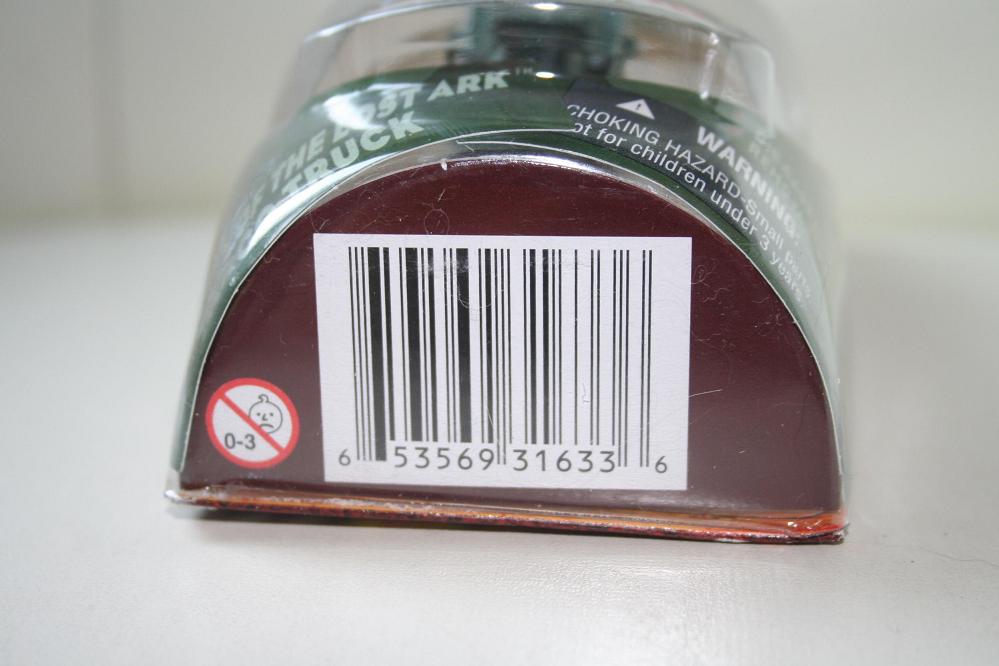 THE LOST ARK™
TRUCK
⚠ WARNING:
CHOKING HAZARD-Small parts
ot for children under 3 years
0-3
6 53569 31633 6